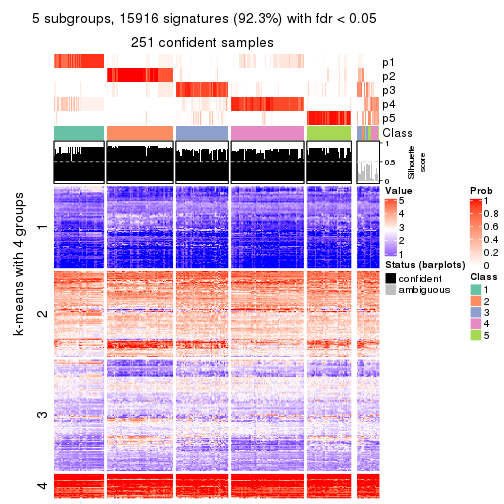 5 subgroups, 15916 signatures (92.3%) with fdr < 0.05
251 confident samples
p1
p2
p3
p4
p5
Class
1
0.5
0
Silhouette
score
k-means with 4 groups
1
2
3
4
Value
5
4
3
2
1
Status (barplots)
confident
ambiguous
Prob
1
0.8
0.6
0.4
0.2
0
Class
1
2
3
4
5